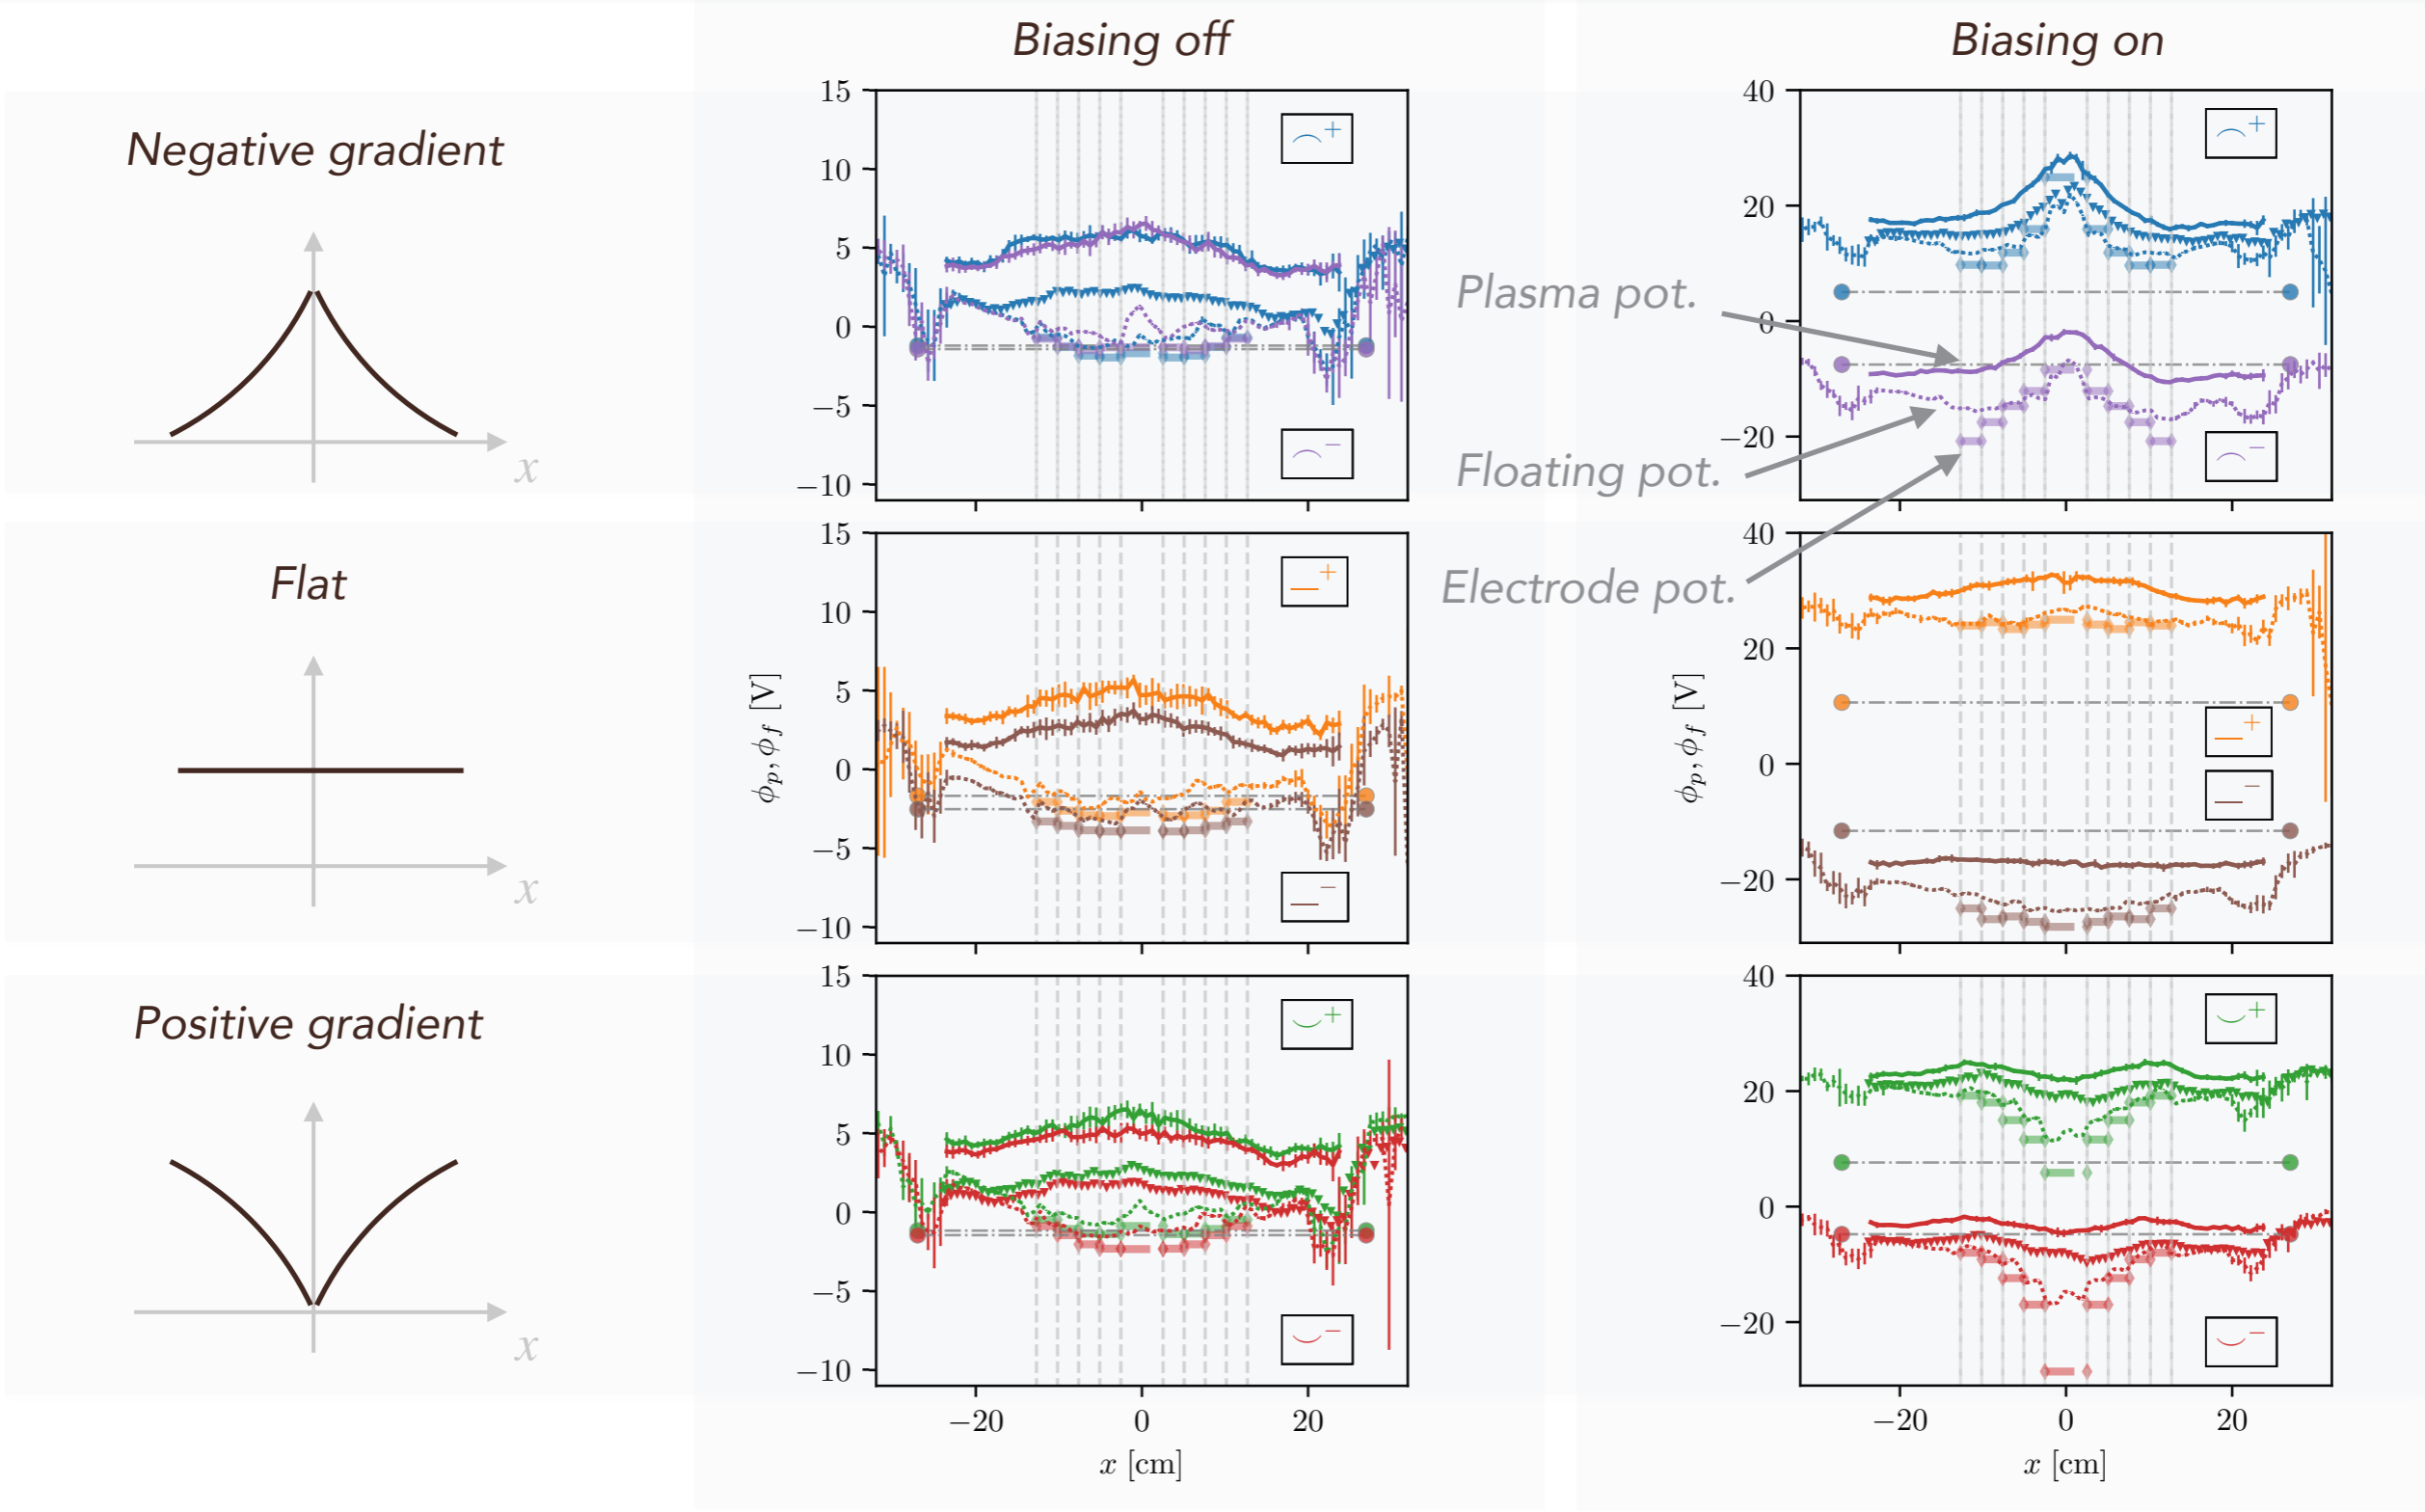 Biasing off
Biasing on
Negative gradient
x
15
10
5
0
−5
−10
+
−
40
20
0
−20
+
−
Plasma pot.
Floating pot.
Electrode pot.
Flat
x
ϕp, ϕf [V]
15
10
5
0
−5
−10
+
−
ϕp, ϕf [V]
40
20
0
−20
+
−
Positive gradient
x
15
10
5
0
−5
−10
+
−
−20 0 20
x [cm]
40
20
0
−20
+
−
−20 0 20
x [cm]